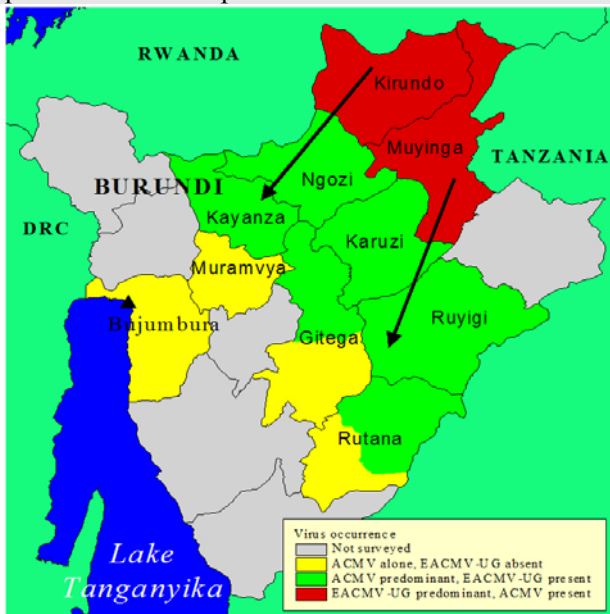 RWANDA
Kirundo
Muyinga
TANZANIA
Ngozi
BURUNDI
Kayanza
DRC
Karuzi
Muramvya
Bujumbura
Gitega
Ruyigi
Rutana
Lake
Tanganyika
Virus occurrence
Not surveyed
ACMV alone, EACMV-UG absent
ACMV predominant, EACMV-UG present
EACMV-UG predominant, ACMV present